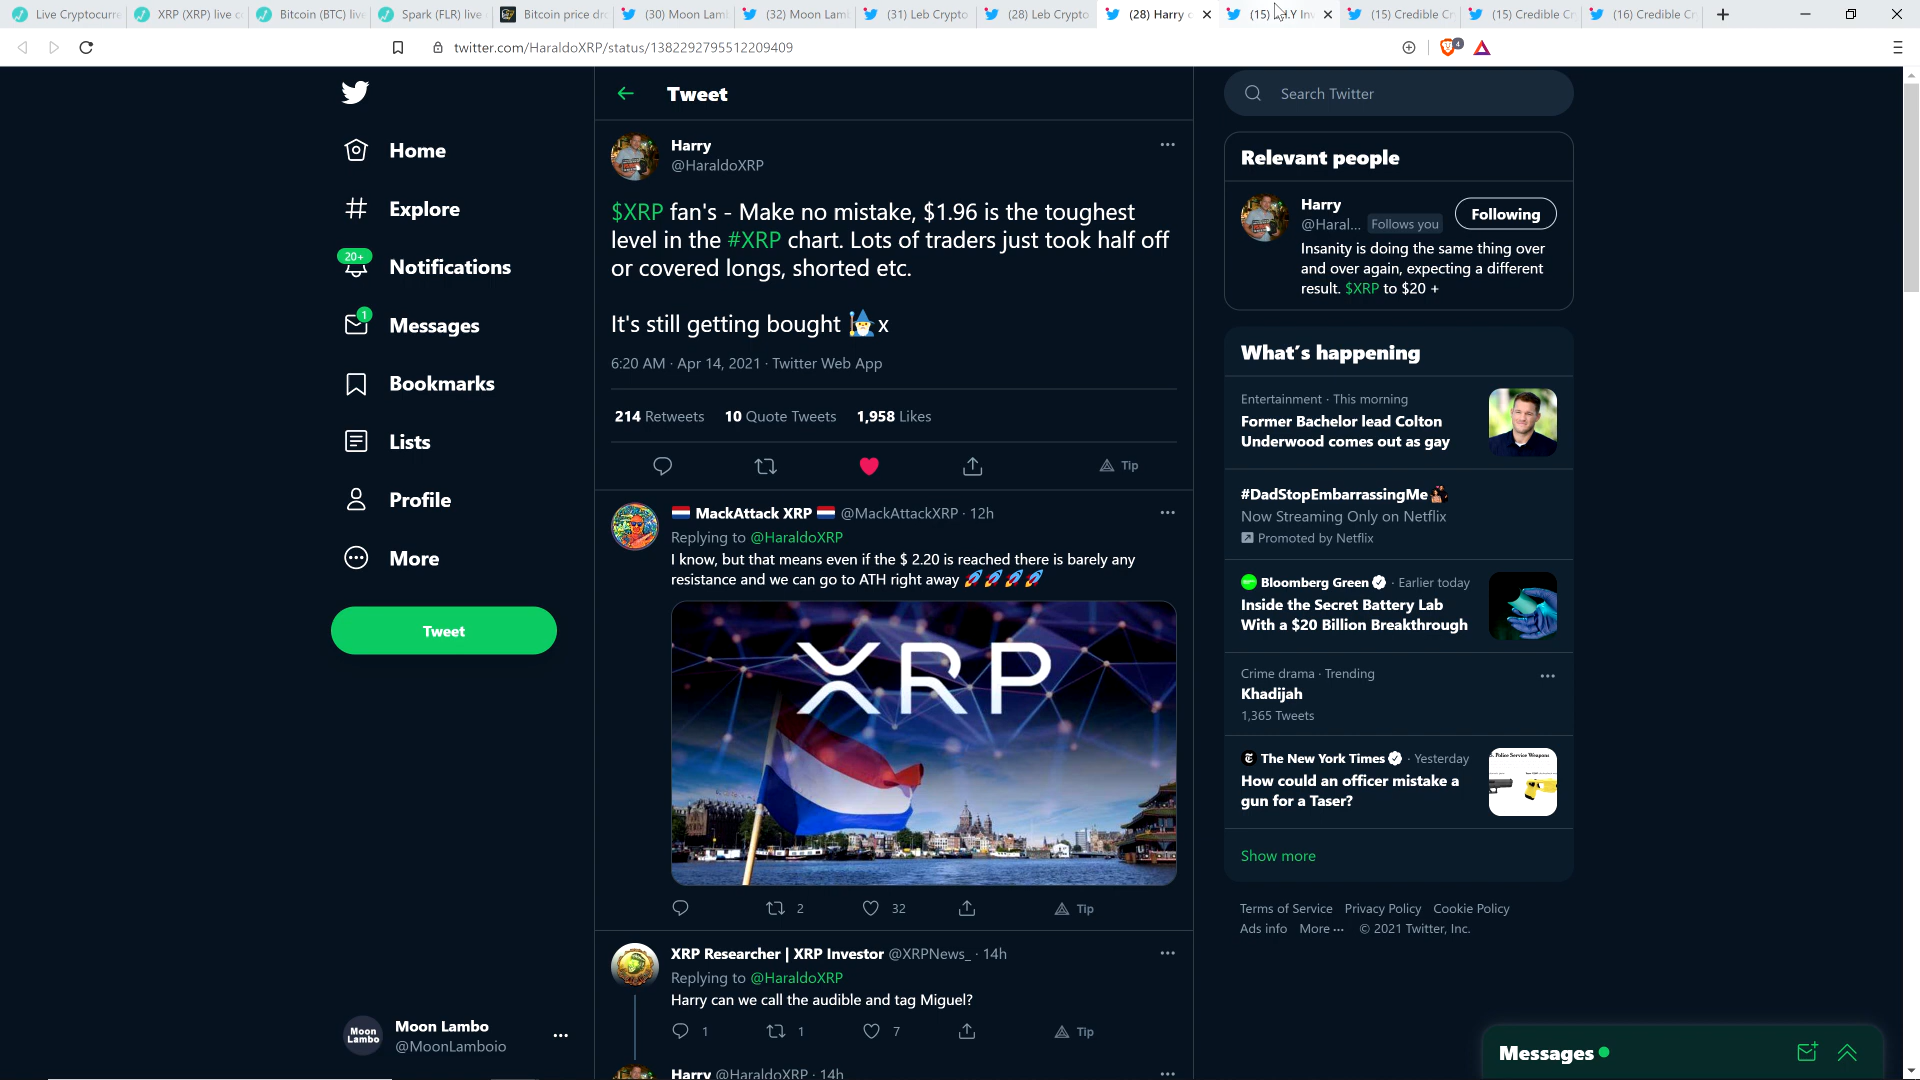 Live Cryptocurre
XRP (XRP) live c
Bitcoin (BTC) live
Spark (FLR) live
Bitcoin price dr
(30) Moon Lam
(32) Moon Lam
(31) Leb Crypto
(28) Leb Crypto
(28) Harry
(15)
(15) Credible Cr
(15) Credible Cr
(16) Credible Cr
twitter.com/HaraldoXRP/status/1382292795512209409
4
Home
Explore
20+
Notifications
1
Messages
Bookmarks
Lists
Profile
More
Tweet
Moon Lambo
Moon Lambo
@MoonLamboio
Tweet
Harry
@HaraldoXRP
$XRP fan's - Make no mistake, $1.96 is the toughest
level in the #XRP chart. Lots of traders just took half off
or covered longs, shorted etc.
It's still getting bought x
6:20 AM · Apr 14, 2021 · Twitter Web App
214 Retweets 10 Quote Tweets 1,958 Likes
Tip
MackAttack XRP @MackAttackXRP · 12h
Replying to @HaraldoXRP
I know, but that means even if the $ 2.20 is reached there is barely any
resistance and we can go to ATH right away
XRP
2 32 Tip
XRP Researcher | XRP Investor @XRPNews_ · 14h
Replying to @HaraldoXRP
Harry can we call the audible and tag Miguel?
1 1 7 Tip
Harry @HaraldoXRP · 14h
Search Twitter
Relevant people
Harry
@Haral... Follows you
Following
Insanity is doing the same thing over
and over again, expecting a different
result. $XRP to $20 +
What's happening
Entertainment · This morning
Former Bachelor lead Colton
Underwood comes out as gay
#DadStopEmbarrassingMe
Now Streaming Only on Netflix
Promoted by Netflix
Bloomberg Green · Earlier today
Inside the Secret Battery Lab
With a $20 Billion Breakthrough
Crime drama · Trending
Khadijah
1,365 Tweets
The New York Times · Yesterday
How could an officer mistake a
gun for a Taser?
Show more
Terms of Service Privacy Policy Cookie Policy
Ads info More ··· © 2021 Twitter, Inc.
Messages